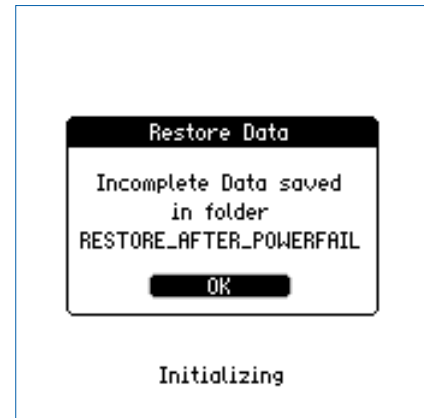 Restore Data
Incomplete Data saved
in folder
RESTORE_AFTER_POWERFAIL
OK
Initializing